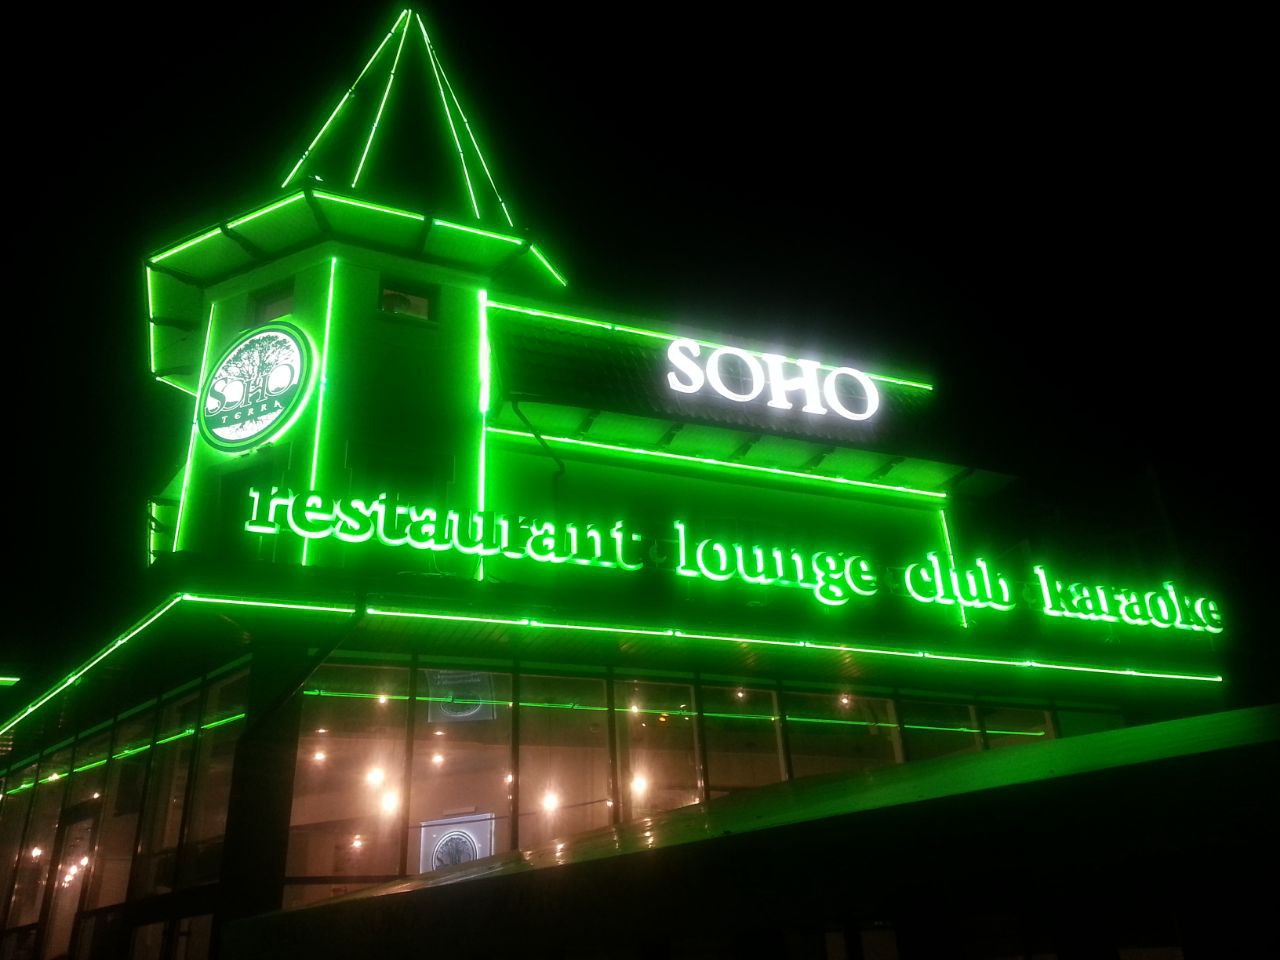 SOHO
SOHO
TERRA
restaurant lounge club karaoke